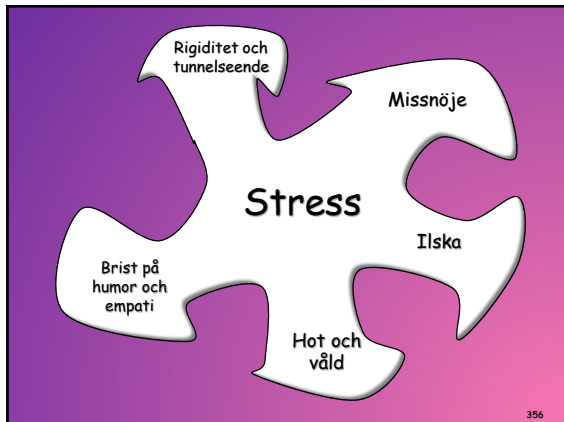 Rigiditet och
tunnelseende
Missnöje
Stress
Ilska
Brist på
humor och
empati
Hot och
våld
356